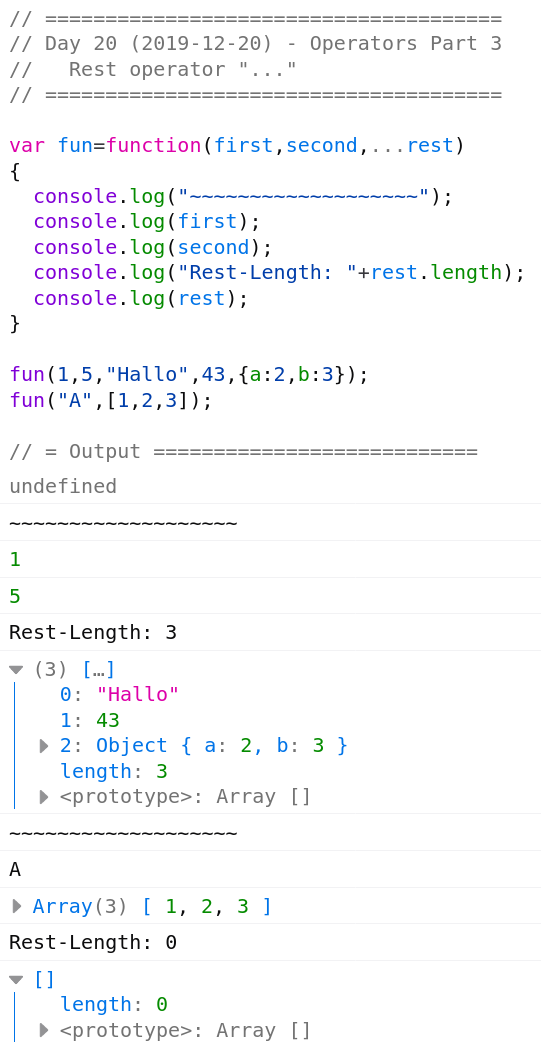 // ======================================
// Day 20 (2019-12-20) - Operators Part 3
//   Rest operator "..."
// ======================================
var fun=function(first,second,...rest)
{
  console.log("~~~~~~~~~~~~~~~~~~~");
  console.log(first);
  console.log(second);
  console.log("Rest-Length: "+rest.length);
  console.log(rest);
}
fun(1,5,"Hallo",43,{a:2,b:3});
fun("A",[1,2,3]);
// = Output ===========================
undefined
~~~~~~~~~~~~~~~~~~~
1
5
Rest-Length: 3
(3) […]
0: "Hallo"
1: 43
2: Object { a: 2, b: 3 }
length: 3
<prototype>: Array []
~~~~~~~~~~~~~~~~~~~
A
Array(3) [ 1, 2, 3 ]
Rest-Length: 0
[]
length: 0
<prototype>: Array []